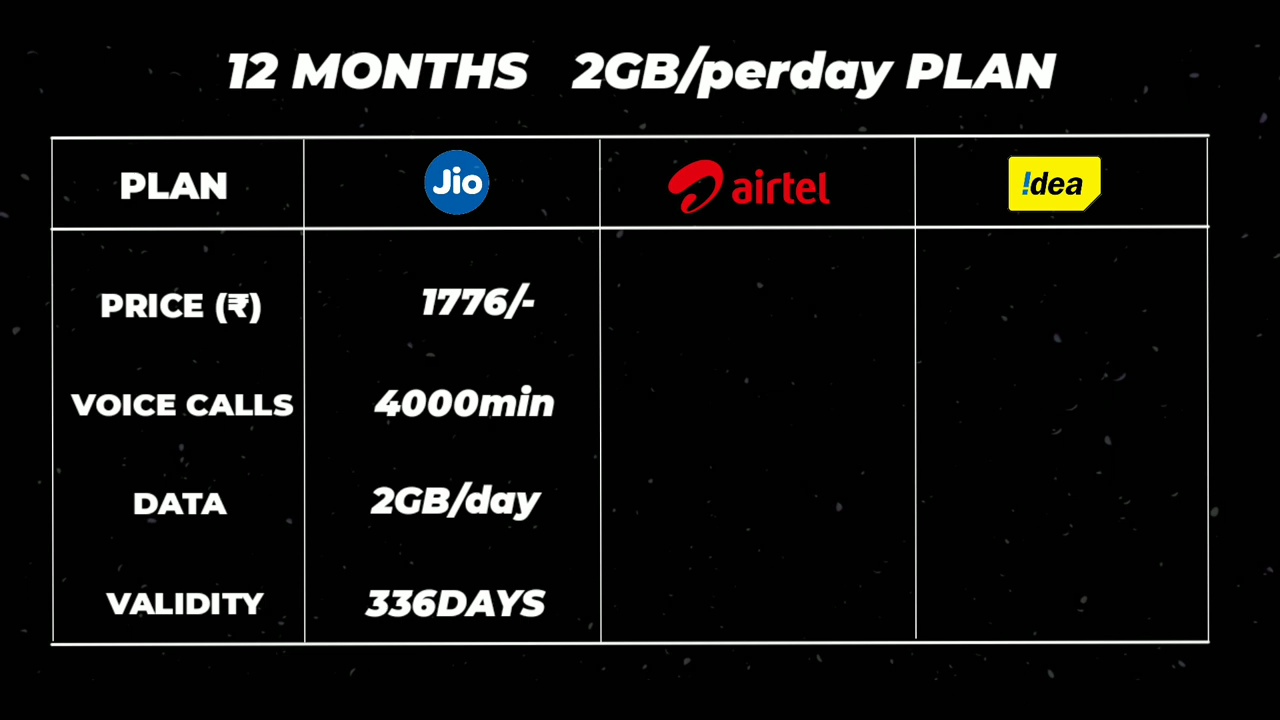 12 MONTHS 2GB/perday PLAN
PLAN Jio airtel !dea
PRICE (₹) 1776/-
VOICE CALLS 4000min
DATA 2GB/day
VALIDITY 336DAYS